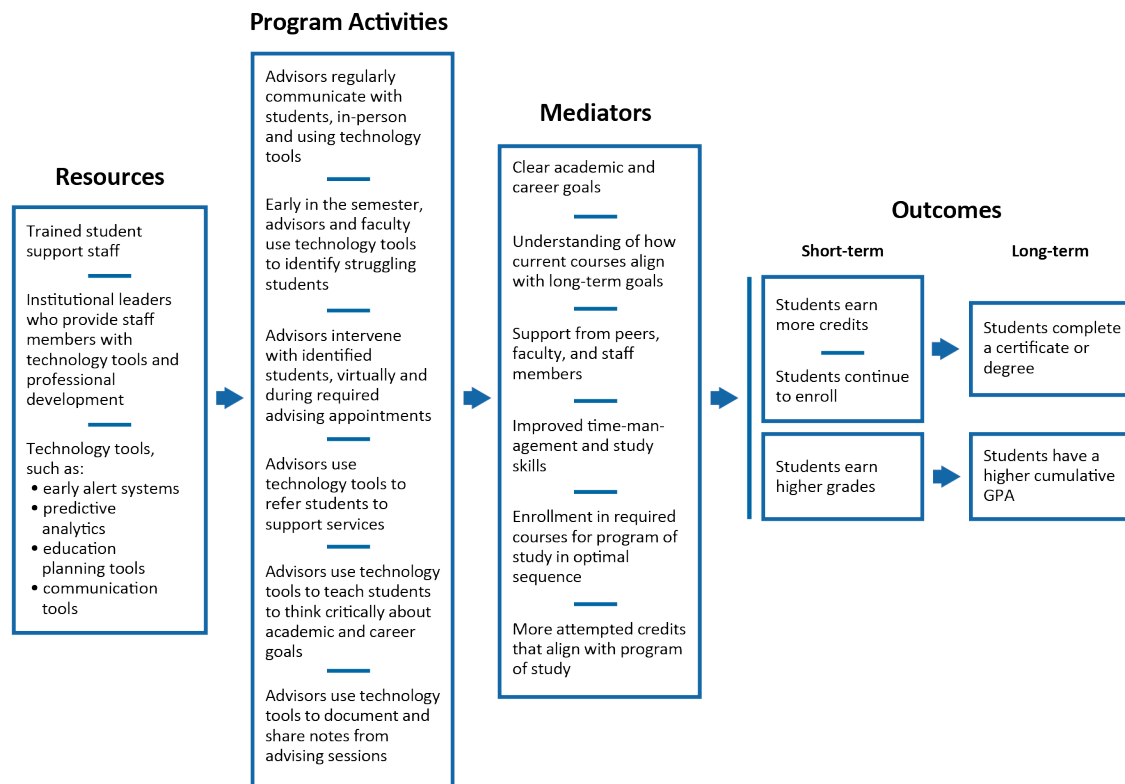 Resources
Trained student
support staff
Institutional leaders
who provide staff
members with
technology tools and
professional
development
Technology tools,
such as:
• early alert systems
• predictive
analytics
• education
planning tools
• communication
tools
Program Activities
Advisors regularly
communicate with
students, in-person
and using technology
tools
Early in the semester,
advisors and faculty
use technology tools
to identify struggling
students
Advisors intervene
with identified
students, virtually and
during required
advising appointments
Advisors use
technology tools to
refer students to
support services
Advisors use technology
tools to teach students
to think critically about
academic and career
goals
Advisors use technology
tools to document and
share notes from
advising sessions
Mediators
Clear academic and
career goals
Understanding of how
current courses align
with long-term goals
Support from peers,
faculty, and staff
members
Improved time-man-
agement and study
skills
Enrollment in required
courses for program of
study in optimal
sequence
More attempted credits
that align with program
of study
Outcomes
Short-term
Students earn
more credits
Students continue
to enroll
Students earn
higher grades
Long-term
Students complete
a certificate or
degree
Students have a
higher cumulative
GPA